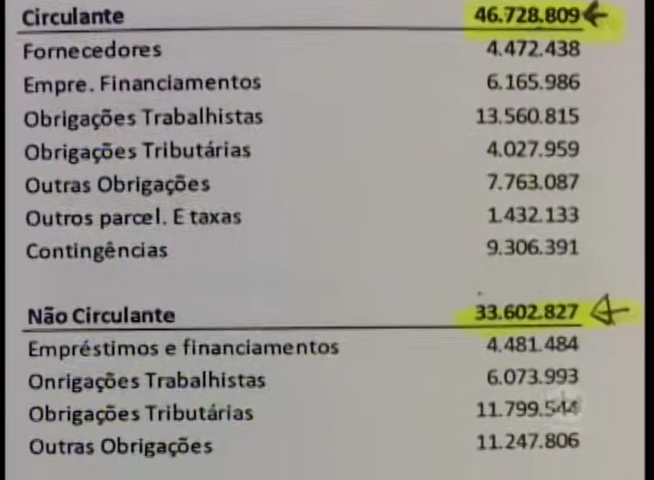 Circulante 46.728.809
Fornecedores 4.472.438
Empre. Financiamentos 6.165.986
Obrigações Trabalhistas 13.560.815
Obrigações Tributárias 4.027.959
Outras Obrigações 7.763.087
Outros parcel. E taxas 1.432.133
Contingências 9.306.391
Não Circulante 33.602.827
Empréstimos e financiamentos 4.481.484
Onrigações Trabalhistas 6.073.993
Obrigações Tributárias 11.799.544
Outras Obrigações 11.247.806